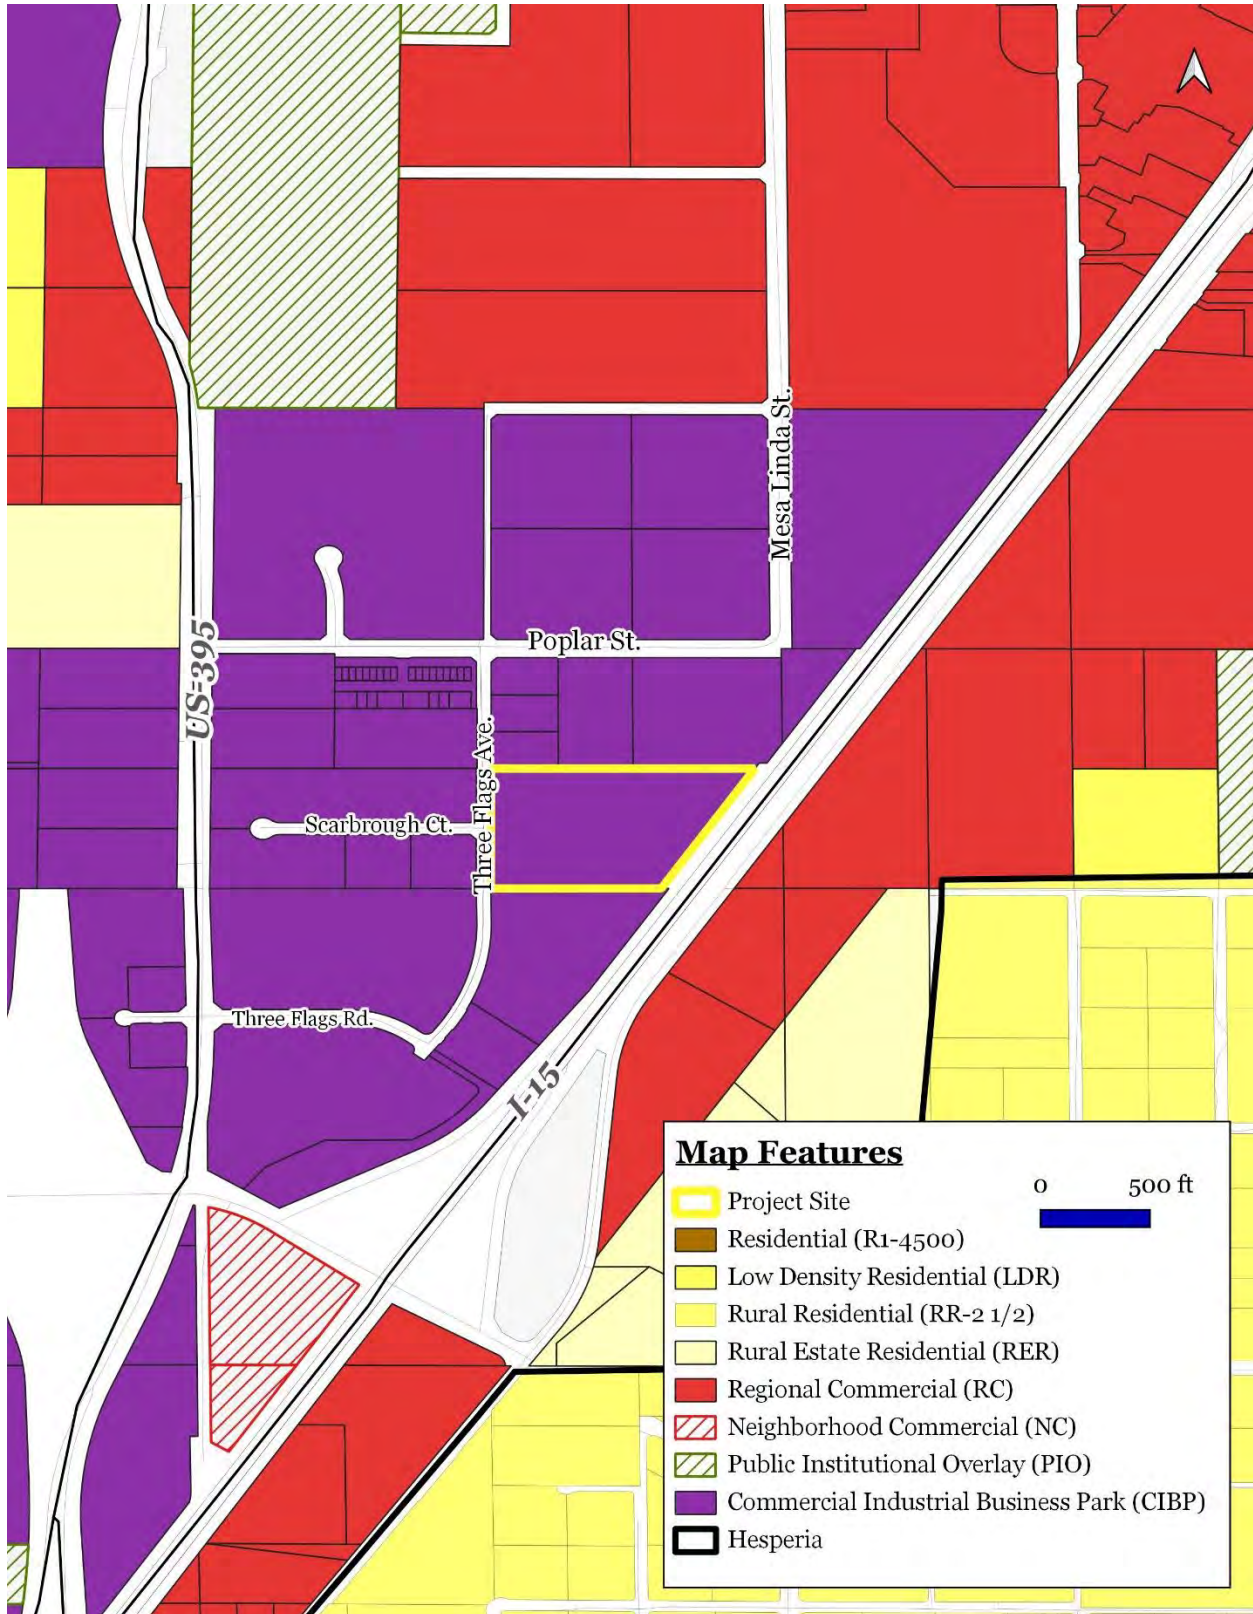 Mesa Linda St.
Poplar St.
US-395
Three Flags Ave.
Scarbrough Ct.
Three Flags Rd.
I-15
Map Features
0 500 ft
Project Site
Residential (R1-4500)
Low Density Residential (LDR)
Rural Residential (RR-2 1/2)
Rural Estate Residential (RER)
Regional Commercial (RC)
Neighborhood Commercial (NC)
Public Institutional Overlay (PIO)
Commercial Industrial Business Park (CIBP)
Hesperia